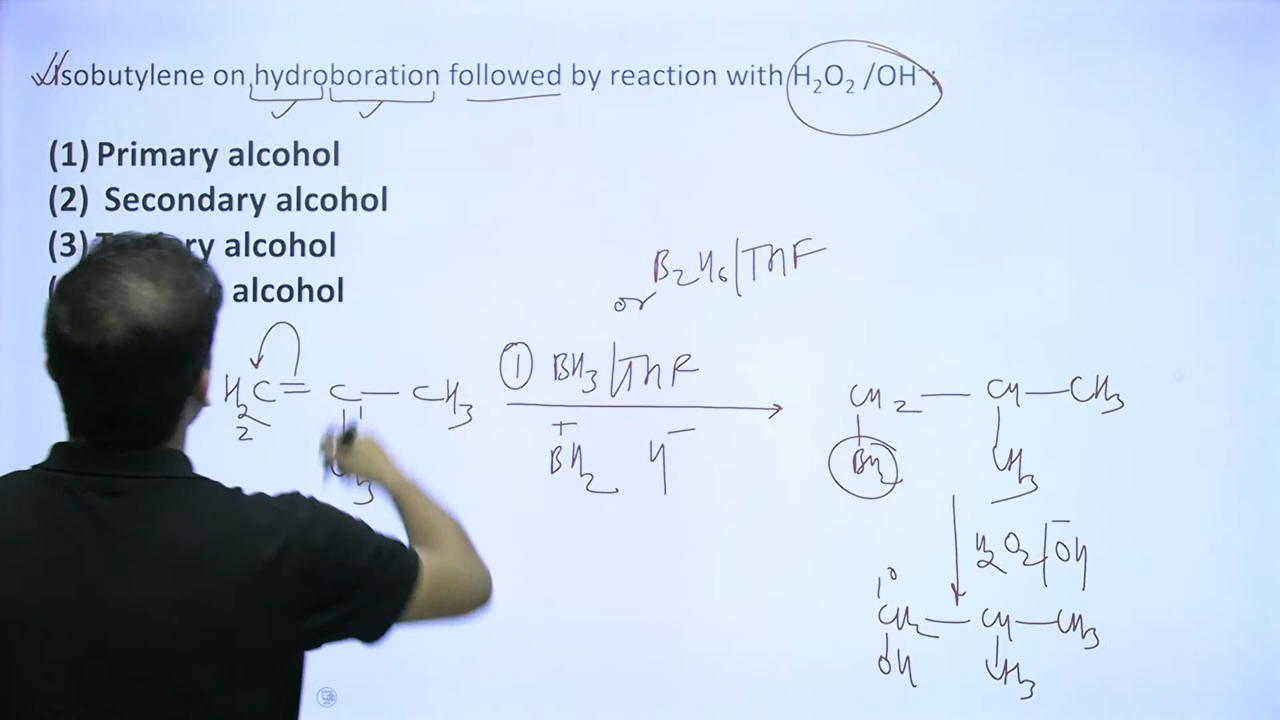 Isobutylene on hydroboration followed by reaction with H₂O₂ /OH⁻:
(1) Primary alcohol
(2) Secondary alcohol
(3) alcohol
alcohol
or B₂H₆/THF
① BH₃/THF
H₂C = C — CH₃
2
CH₃
⁺BH₂ H⁻
CH₂ — CH — CH₃
BH₂ CH₃
H₂O₂/⁻OH
1°
CH₂ — CH — CH₃
OH CH₃